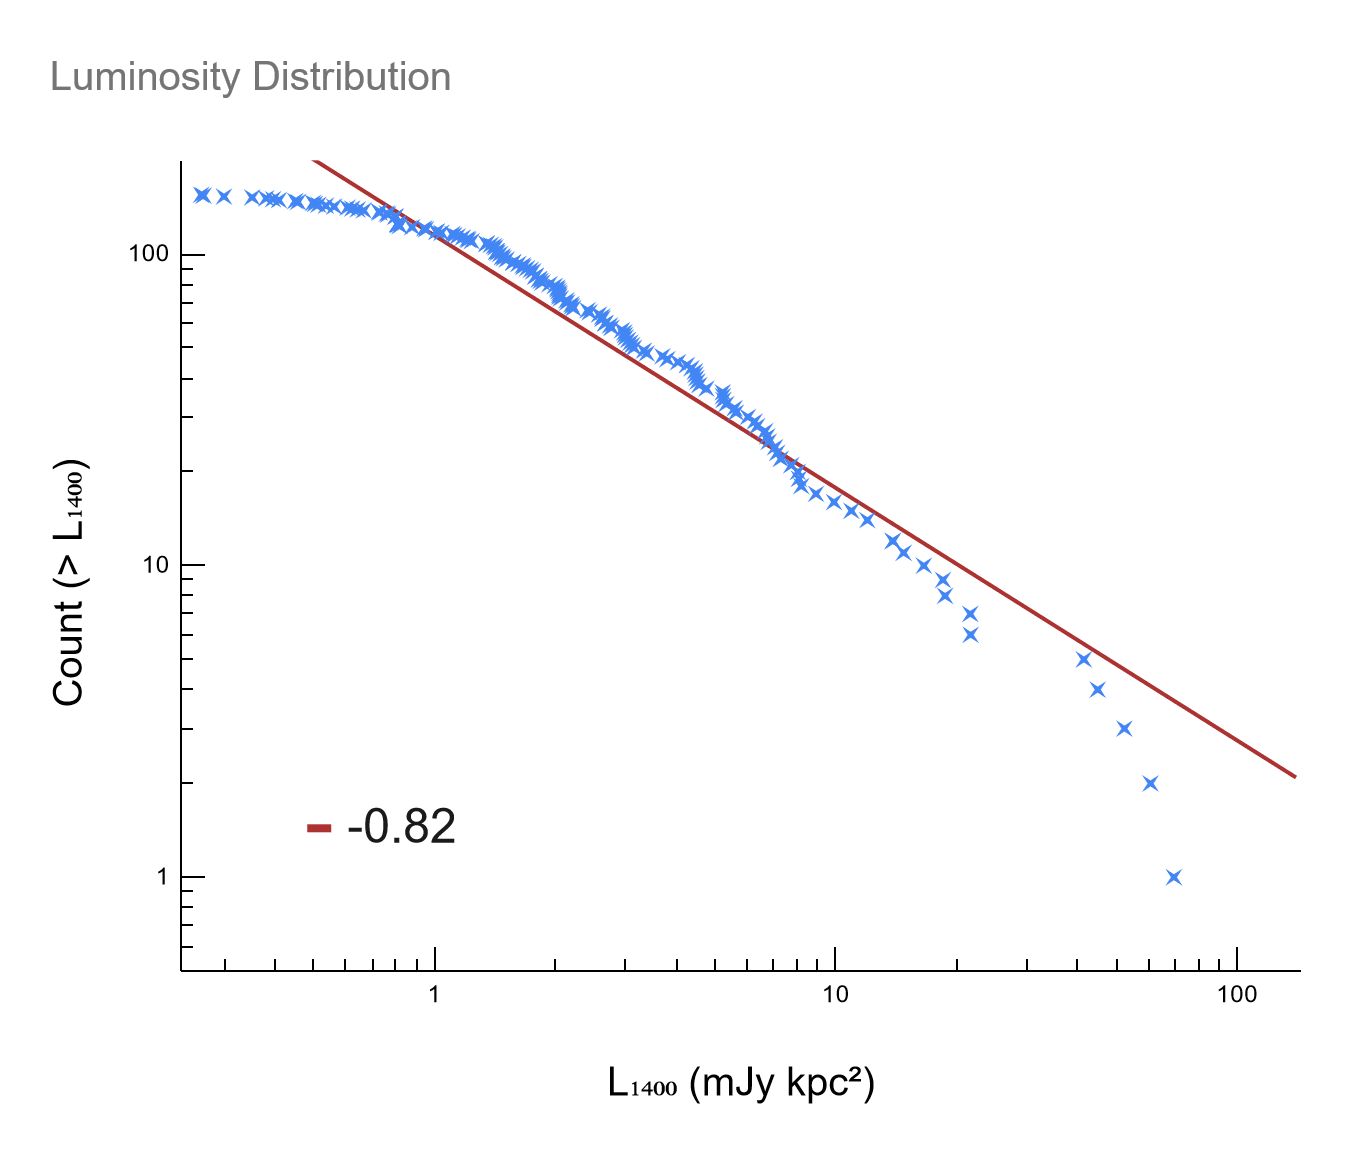 Luminosity Distribution
100
10
1
Count (> L₁₄₀₀)
-0.82
1
10
100
L₁₄₀₀ (mJy kpc²)